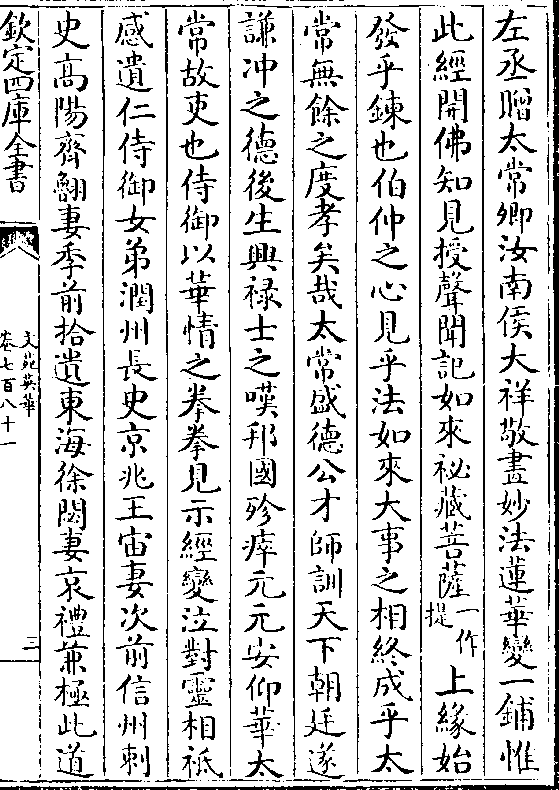 左丞贈太常卿汝南侯大祥敬畫妙法蓮華變一鋪惟
此經開佛知見授聲聞記如來祕藏菩薩一作提上緣始
發乎鍊也伯仲之心見乎法如來大事之相終成乎太
常無餘之度孝矣哉太常盛德公才師訓天下朝廷遂
謙冲之德後生興禄士之嘆邦國殄瘁元元安仰華太
常故吏也侍御以華情之拳拳見示經變泣對靈相祗
感遺仁侍御女弟潤州長史京兆王宙妻次前信州刺
史高陽齊翽妻季前拾遺東海徐閎妻哀禮兼極此道
欽定四庫全書
文苑英華
卷七百八十一
三